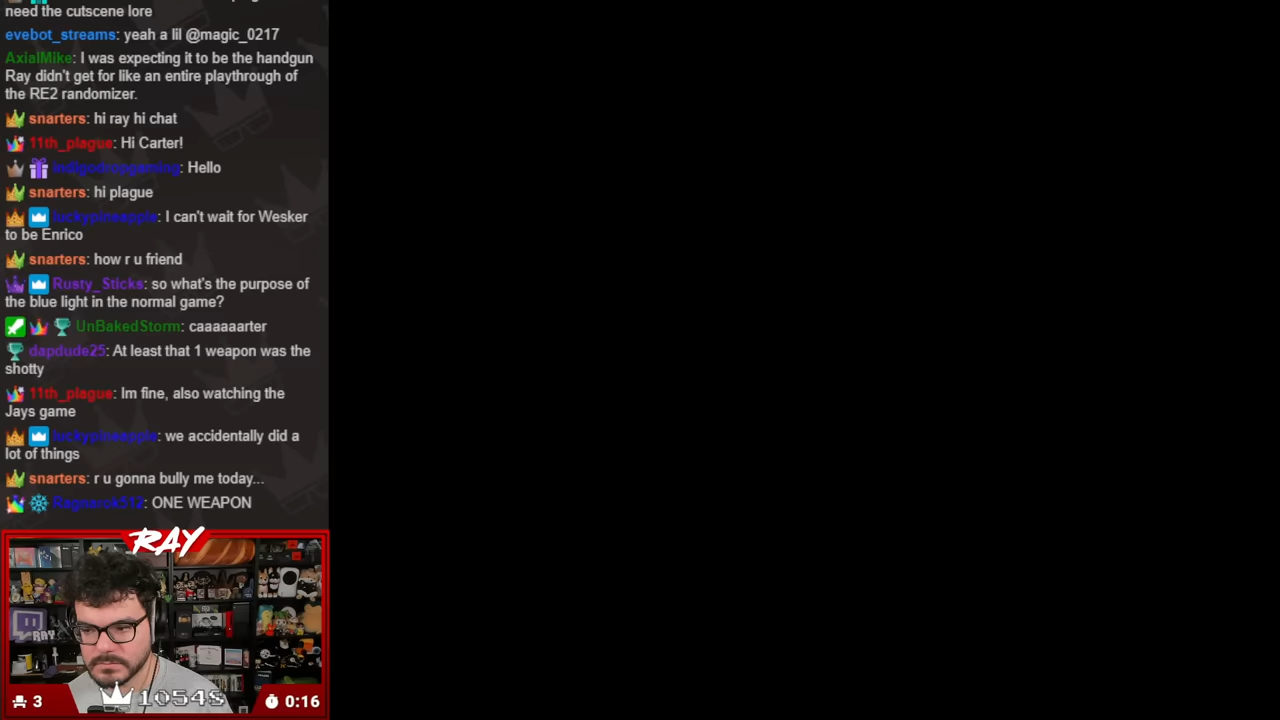 need the cutscene lore
evebot_streams: yeah a lil @magic_0217
AxialMike: I was expecting it to be the handgun
Ray didn't get for like an entire playthrough of
the RE2 randomizer.
snarters: hi ray hi chat
11th_plague: Hi Carter!
indigodropgaming: Hello
snarters: hi plague
luckypineapple: I can't wait for Wesker
to be Enrico
snarters: how r u friend
Rusty_Sticks: so what's the purpose of
the blue light in the normal game?
UnBakedStorm: caaaaaarter
dapdude25: At least that 1 weapon was the
shotty
11th_plague: Im fine, also watching the
Jays game
luckypineapple: we accidentally did a
lot of things
snarters: r u gonna bully me today...
Ragnarok512: ONE WEAPON
RAY
RAY
3
10548
0:16